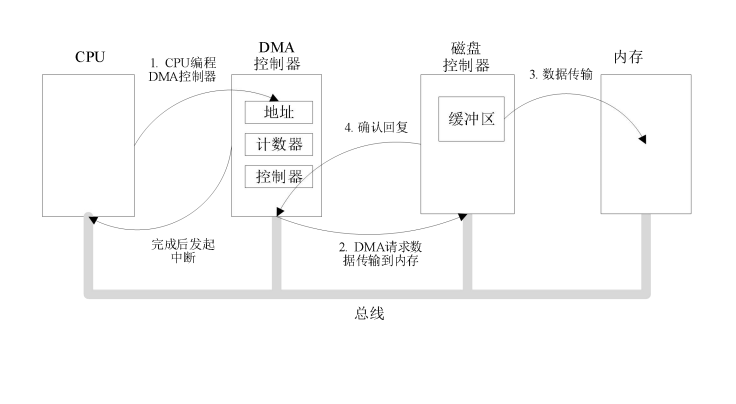 CPU
DMA
控制器
磁盘
控制器
内存
1. CPU编程
DMA控制器
3. 数据传输
地址
计数器
控制器
缓冲区
4. 确认回复
完成后发起
中断
2. DMA请求数
据传输到内存
总线